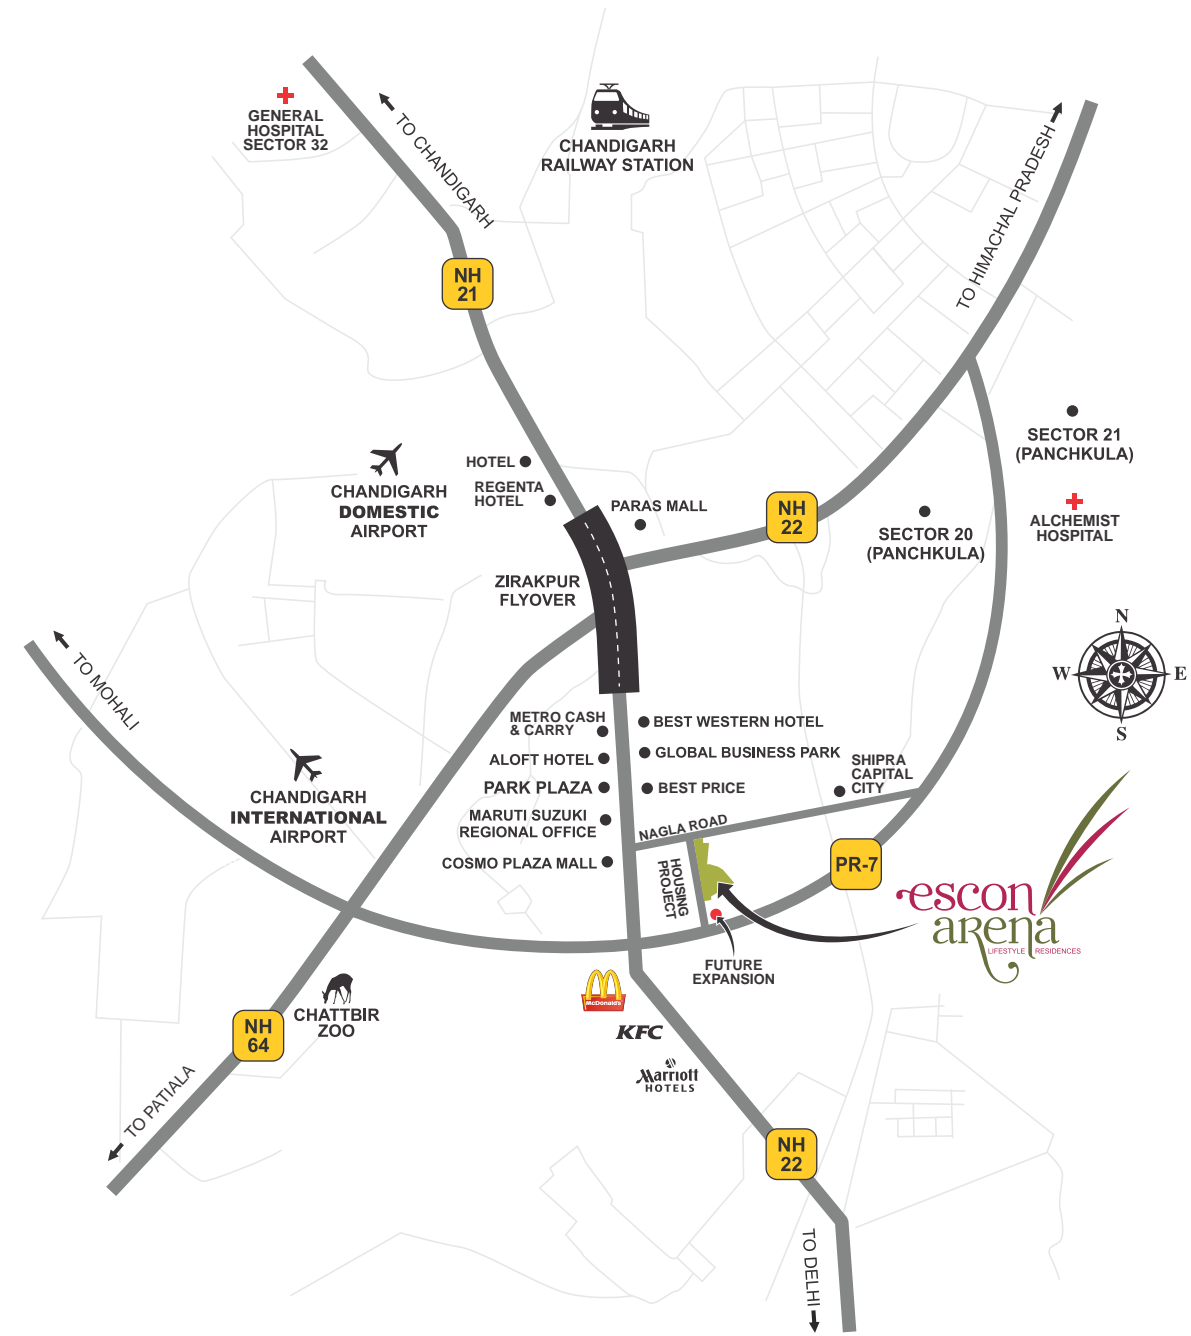 GENERAL
HOSPITAL
SECTOR 32
TO CHANDIGARH
CHANDIGARH
RAILWAY STATION
TO HIMACHAL PRADESH
NH
21
HOTEL
REGENTA
HOTEL
CHANDIGARH
DOMESTIC
AIRPORT
PARAS MALL
NH
22
SECTOR 21
(PANCHKULA)
SECTOR 20
(PANCHKULA)
ALCHEMIST
HOSPITAL
ZIRAKPUR
FLYOVER
N
W
E
S
TO MOHALI
METRO CASH
& CARRY
BEST WESTERN HOTEL
ALOFT HOTEL
GLOBAL BUSINESS PARK
PARK PLAZA
BEST PRICE
SHIPRA
CAPITAL
CITY
CHANDIGARH
INTERNATIONAL
AIRPORT
MARUTI SUZUKI
REGIONAL OFFICE
NAGLA ROAD
COSMO PLAZA MALL
HOUSING
PROJECT
PR-7
escon
arena
LIFESTYLE RESIDENCES
FUTURE
EXPANSION
McDonald's
KFC
Marriott
HOTELS
CHATTBIR
ZOO
NH
64
TO PATIALA
NH
22
TO DELHI